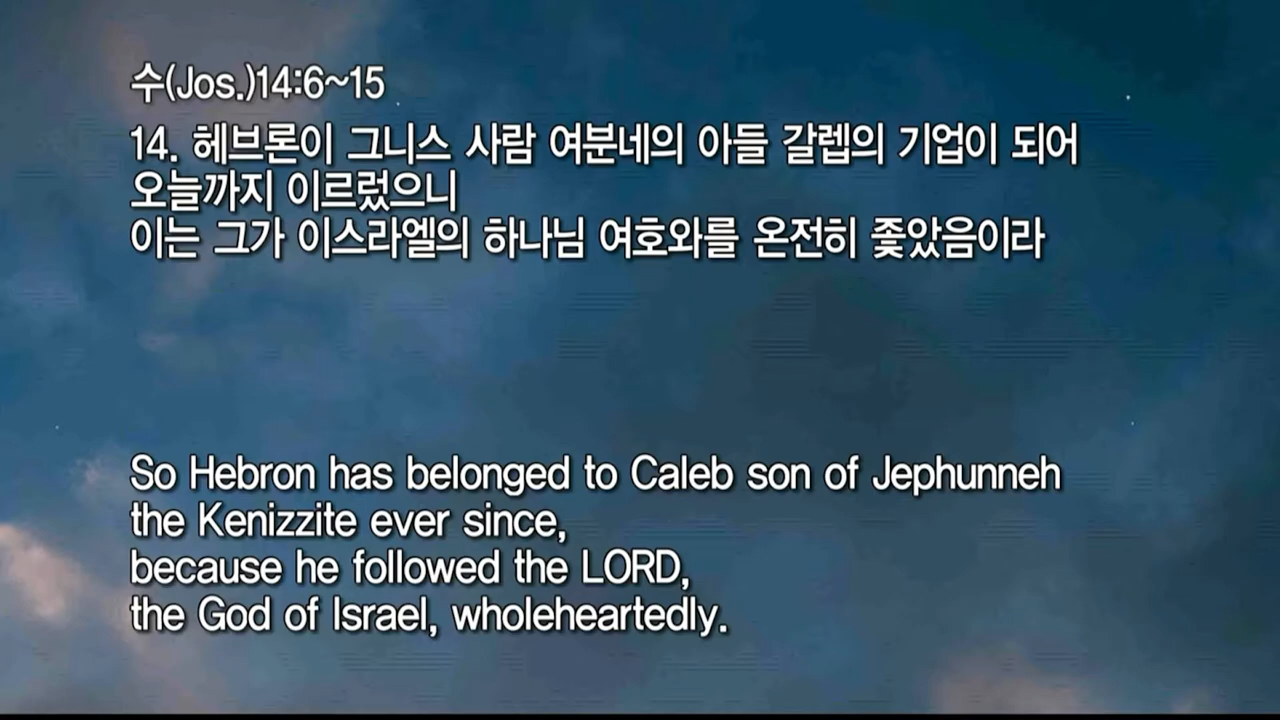 수(Jos.)14:6~15
14. 헤브론이 그니스 사람 여분네의 아들 갈렙의 기업이 되어
오늘까지 이르렀으니
이는 그가 이스라엘의 하나님 여호와를 온전히 좇았음이라
So Hebron has belonged to Caleb son of Jephunneh
the Kenizzite ever since,
because he followed the LORD,
the God of Israel, wholeheartedly.